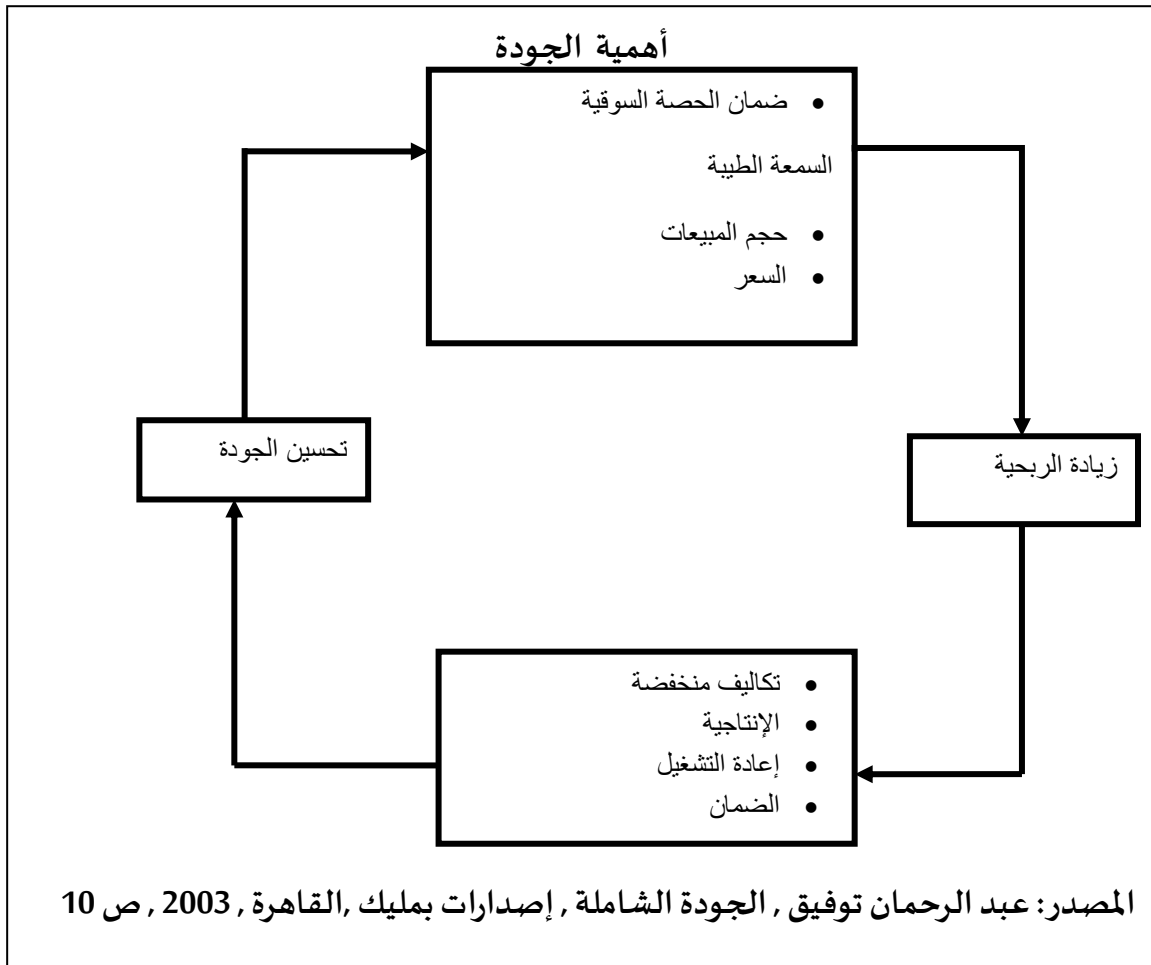 أهمية الجودة
• ضمان الحصة السوقية
السمعة الطيبة
• حجم المبيعات
• السعر
تحسين الجودة
زيادة الربحية
• تكاليف منخفضة
• الإنتاجية
• إعادة التشغيل
• الضمان
المصدر: عبد الرحمان توفيق , الجودة الشاملة , إصدارات بمليك ,القاهرة , 2003 , ص 10